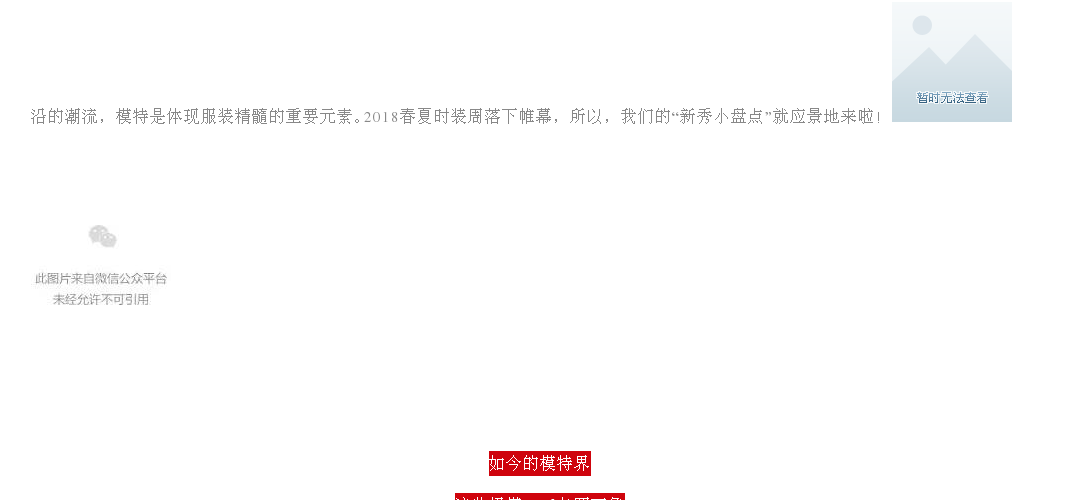 暂时无法查看
沿的潮流，模特是体现服装精髓的重要元素。2018春夏时装周落下帷幕，所以，我们的“新秀小盘点”就应景地来啦！
此图片来自微信公众平台
未经允许不可引用
如今的模特界